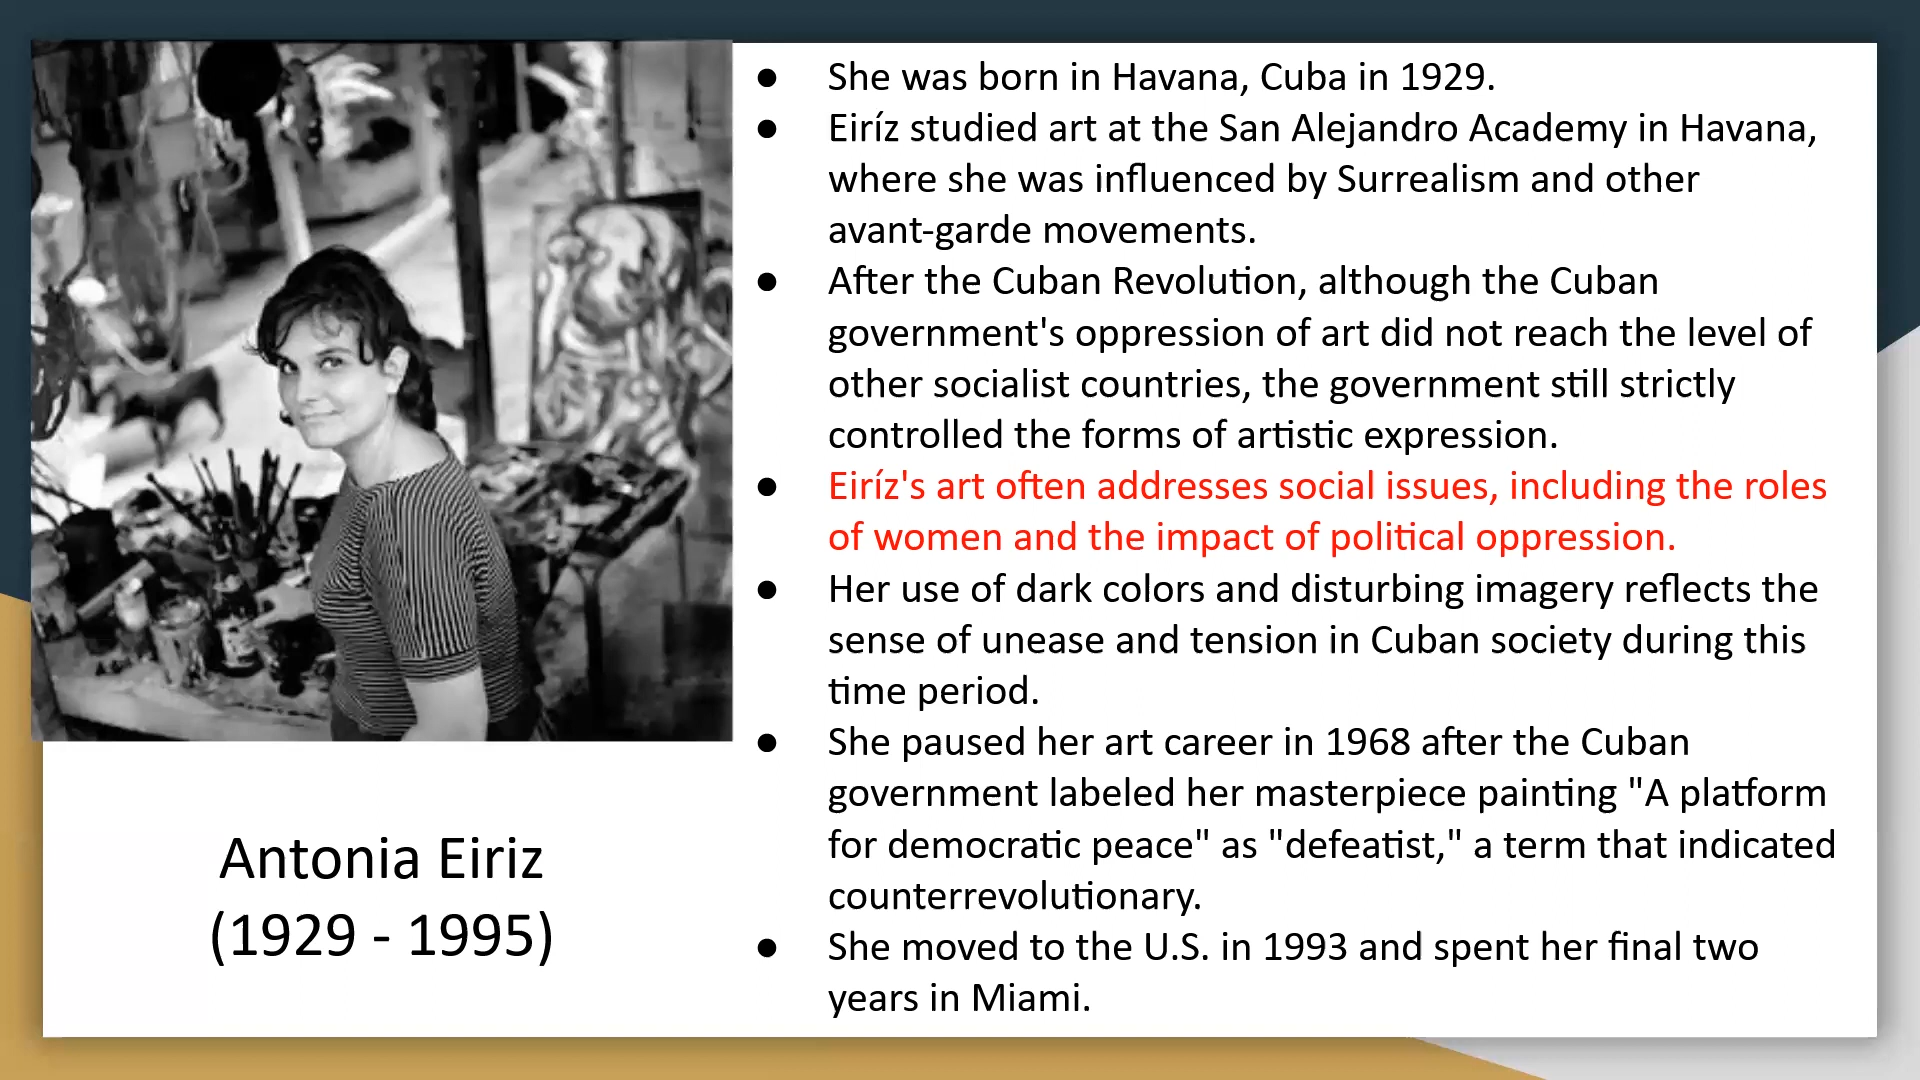 Antonia Eiriz
(1929 - 1995)
● She was born in Havana, Cuba in 1929.
● Eiríz studied art at the San Alejandro Academy in Havana,
where she was influenced by Surrealism and other
avant-garde movements.
● After the Cuban Revolution, although the Cuban
government's oppression of art did not reach the level of
other socialist countries, the government still strictly
controlled the forms of artistic expression.
● Eiríz's art often addresses social issues, including the roles
of women and the impact of political oppression.
● Her use of dark colors and disturbing imagery reflects the
sense of unease and tension in Cuban society during this
time period.
● She paused her art career in 1968 after the Cuban
government labeled her masterpiece painting "A platform
for democratic peace" as "defeatist," a term that indicated
counterrevolutionary.
● She moved to the U.S. in 1993 and spent her final two
years in Miami.